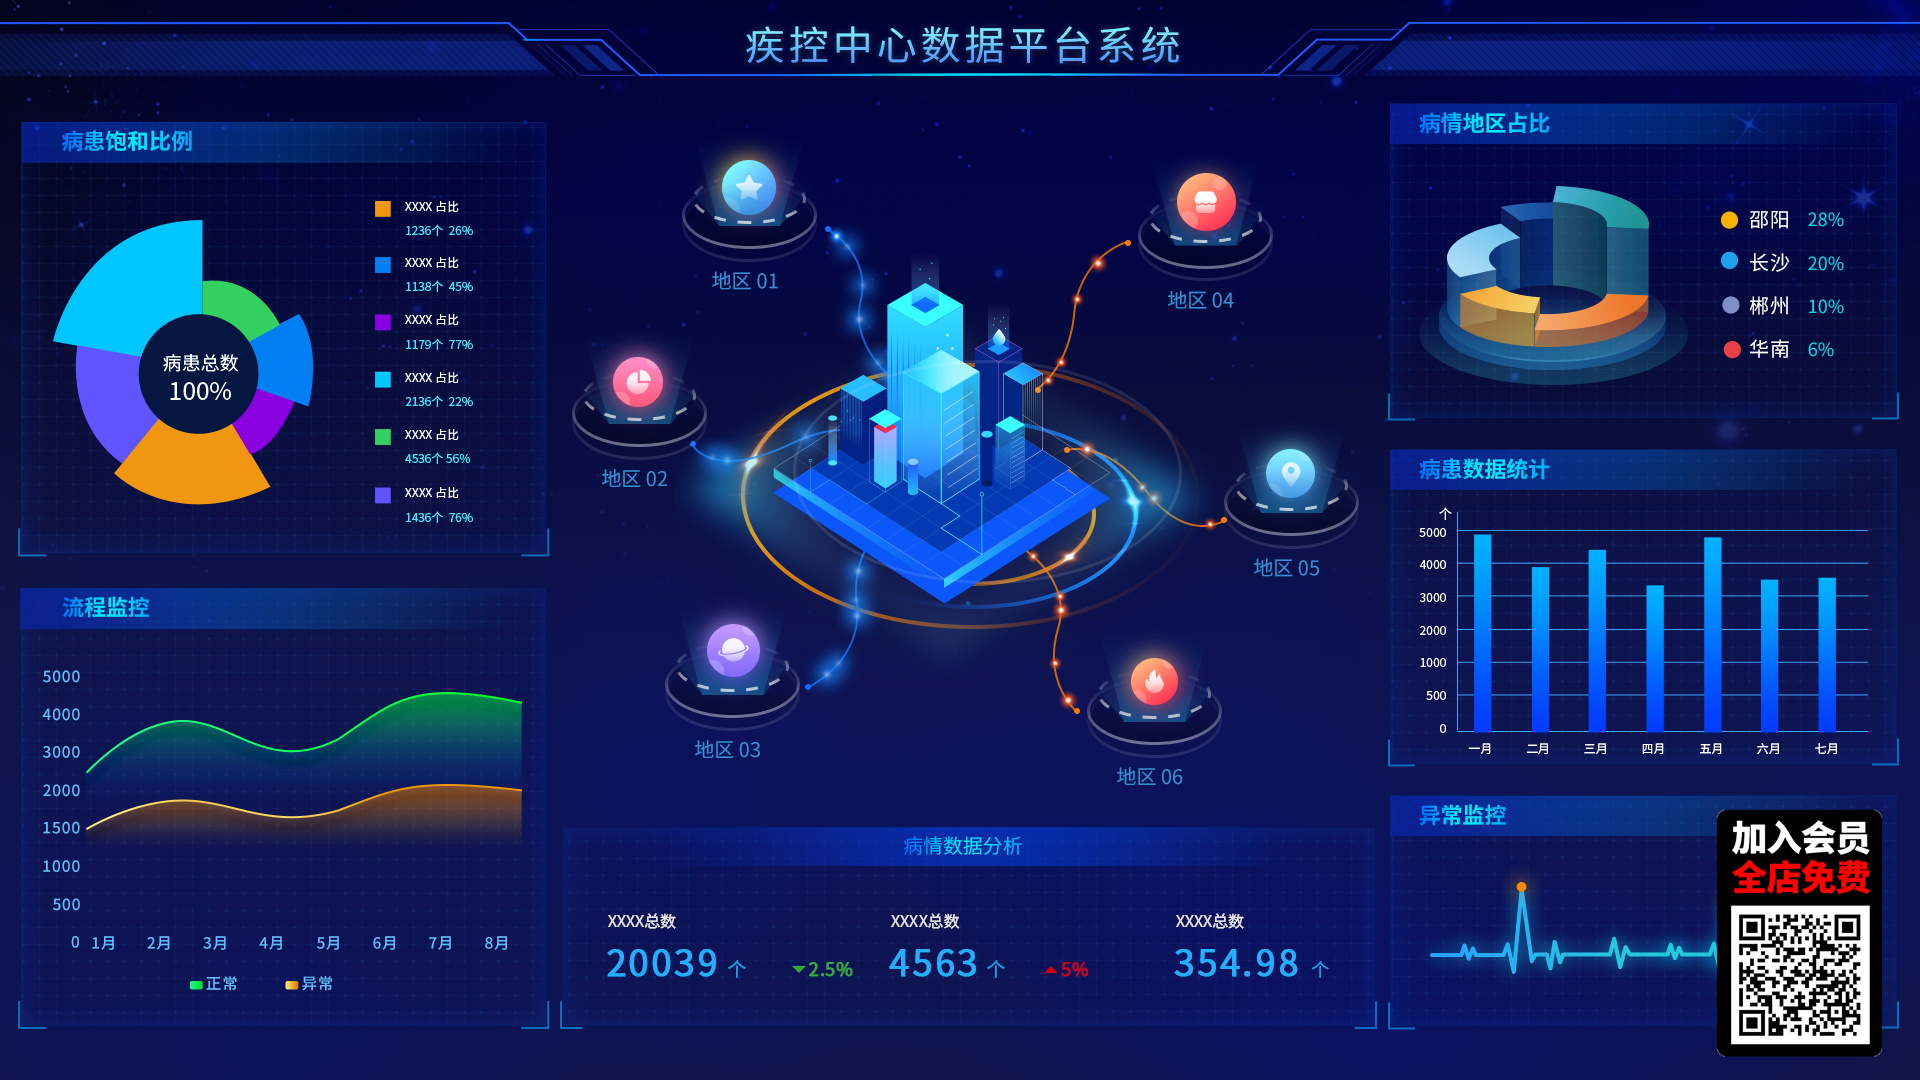 疾控中心数据平台系统
病患饱和比例
病患总数
100%
XXXX 占比
1236个 26%
XXXX 占比
1138个 45%
XXXX 占比
1179个 77%
XXXX 占比
2136个 22%
XXXX 占比
4536个 56%
XXXX 占比
1436个 76%
流程监控
5000
4000
3000
2000
1500
1000
500
0
1月 2月 3月 4月 5月 6月 7月 8月
正常 异常
地区 01
地区 02
地区 03
地区 04
地区 05
地区 06
病情数据分析
XXXX总数
20039 个 2.5%
XXXX总数
4563 个 5%
XXXX总数
354.98 个
病情地区占比
邵阳 28%
长沙 20%
郴州 10%
华南 6%
病患数据统计
个
5000
4000
3000
2000
1000
500
0
一月 二月 三月 四月 五月 六月 七月
异常监控
加入会员
全店免费